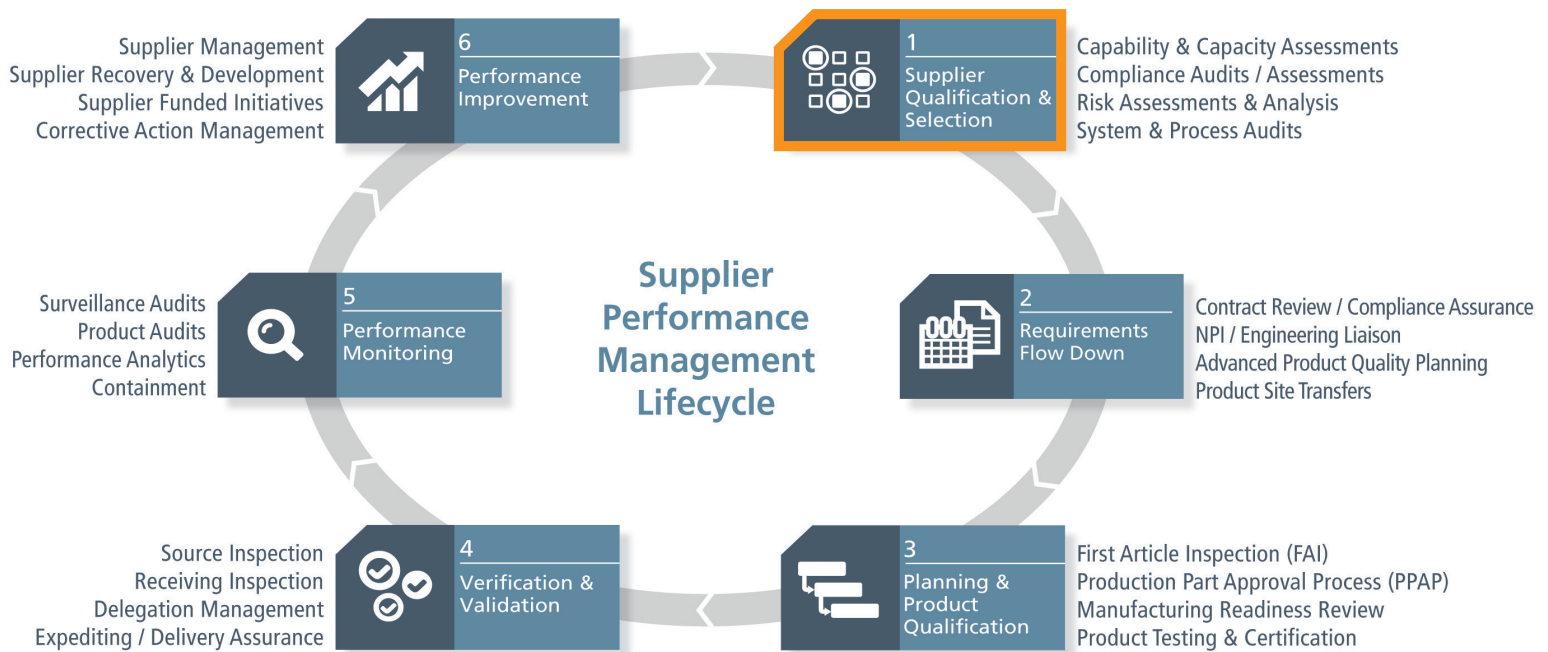 Supplier Performance
Management
Lifecycle
1
Supplier
Qualification &
Selection
Capability & Capacity Assessments
Compliance Audits / Assessments
Risk Assessments & Analysis
System & Process Audits
2
Requirements
Flow Down
Contract Review / Compliance Assurance
NPI / Engineering Liaison
Advanced Product Quality Planning
Product Site Transfers
3
Planning &
Product
Qualification
First Article Inspection (FAI)
Production Part Approval Process (PPAP)
Manufacturing Readiness Review
Product Testing & Certification
4
Verification &
Validation
Source Inspection
Receiving Inspection
Delegation Management
Expediting / Delivery Assurance
5
Performance
Monitoring
Surveillance Audits
Product Audits
Performance Analytics
Containment
6
Performance
Improvement
Supplier Management
Supplier Recovery & Development
Supplier Funded Initiatives
Corrective Action Management